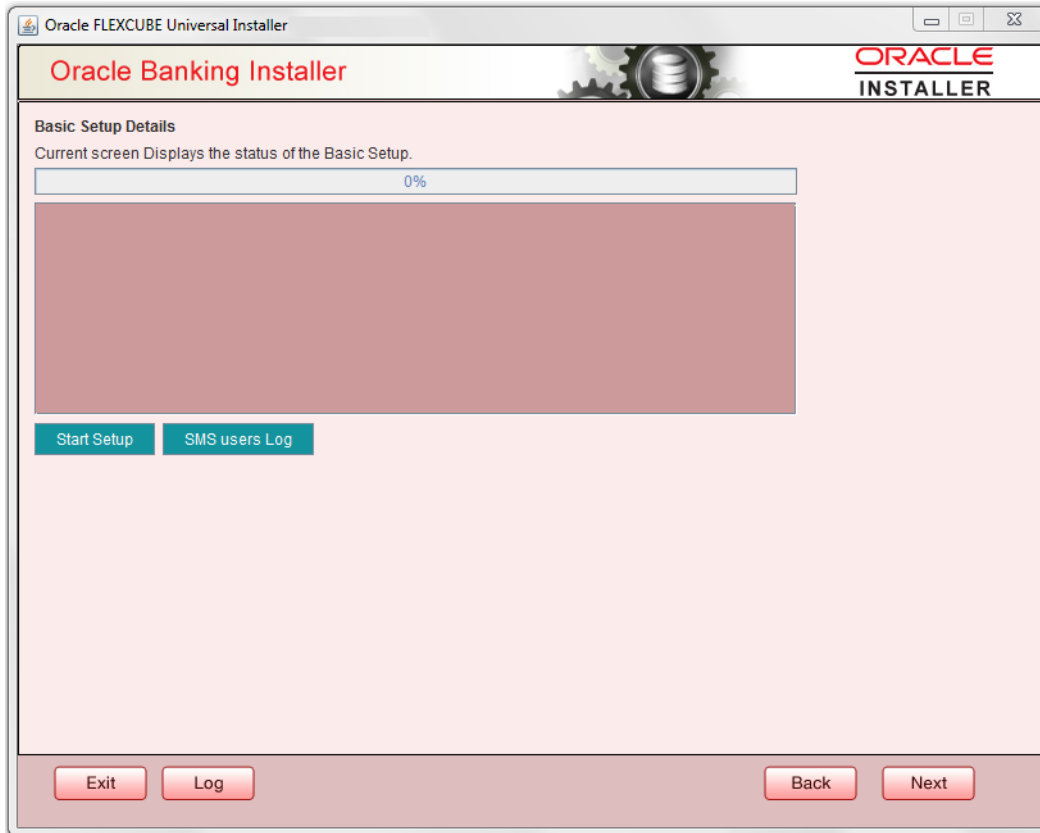 Oracle FLEXCUBE Universal Installer
Oracle Banking Installer
ORACLE
INSTALLER
Basic Setup Details
Current screen Displays the status of the Basic Setup.
0%
Start Setup SMS users Log
Exit Log Back Next